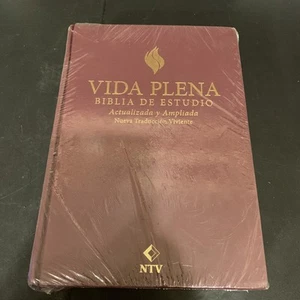 VIDA PLENA
BIBLIA DE ESTUDIO
Actualizada y Ampliada
Nueva Traducción Viviente
NTV